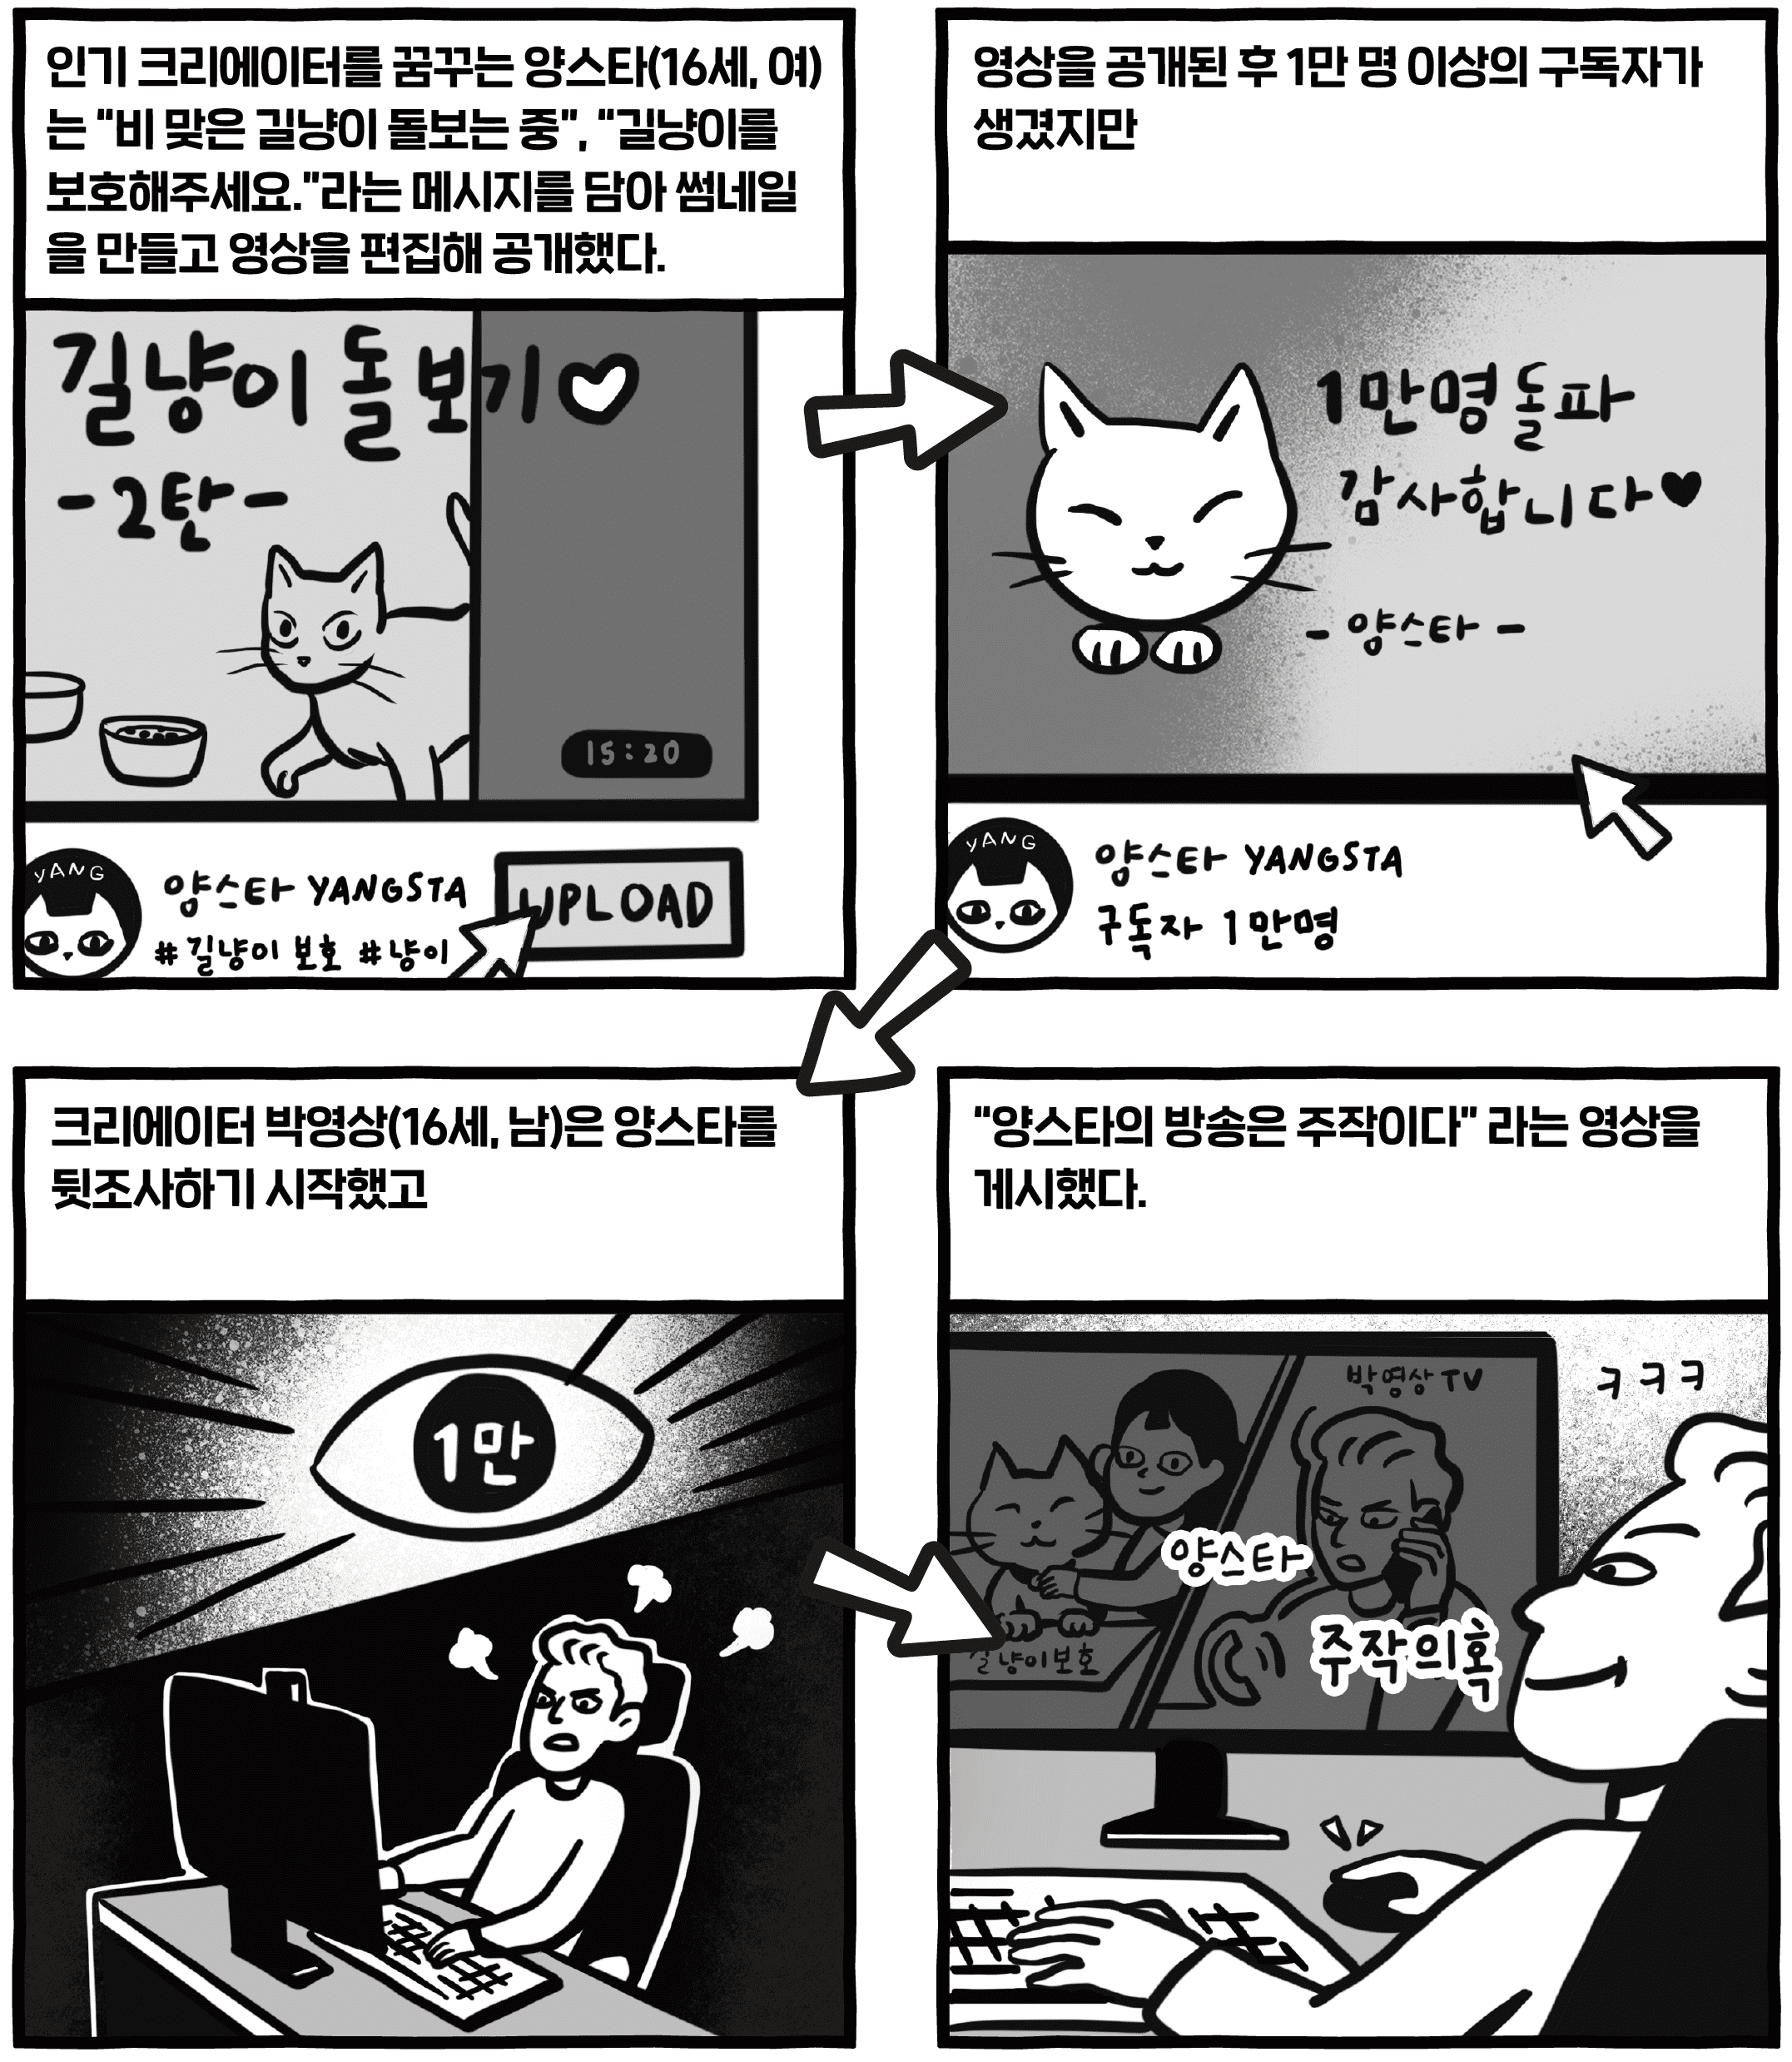 인기 크리에이터를 꿈꾸는 양스타(16세, 여)
는 “비 맞은 길냥이 돌보는 중”, “길냥이를
보호해주세요.”라는 메시지를 담아 썸네일
을 만들고 영상을 편집해 공개했다.
길냥이 돌보기♥
-2탄-
15:20
YANG
양스타 YANGSTA
#길냥이 보호 #냥이
UPLOAD
영상을 공개된 후 1만 명 이상의 구독자가
생겼지만
1만명돌파
감사합니다♥
- 양스타 -
YANG
양스타 YANGSTA
구독자 1만명
크리에이터 박영상(16세, 남)은 양스타를
뒷조사하기 시작했고
1만
“양스타의 방송은 주작이다” 라는 영상을
게시했다.
박영상TV
ㅋㅋㅋ
양스타
주작의혹
길냥이보호